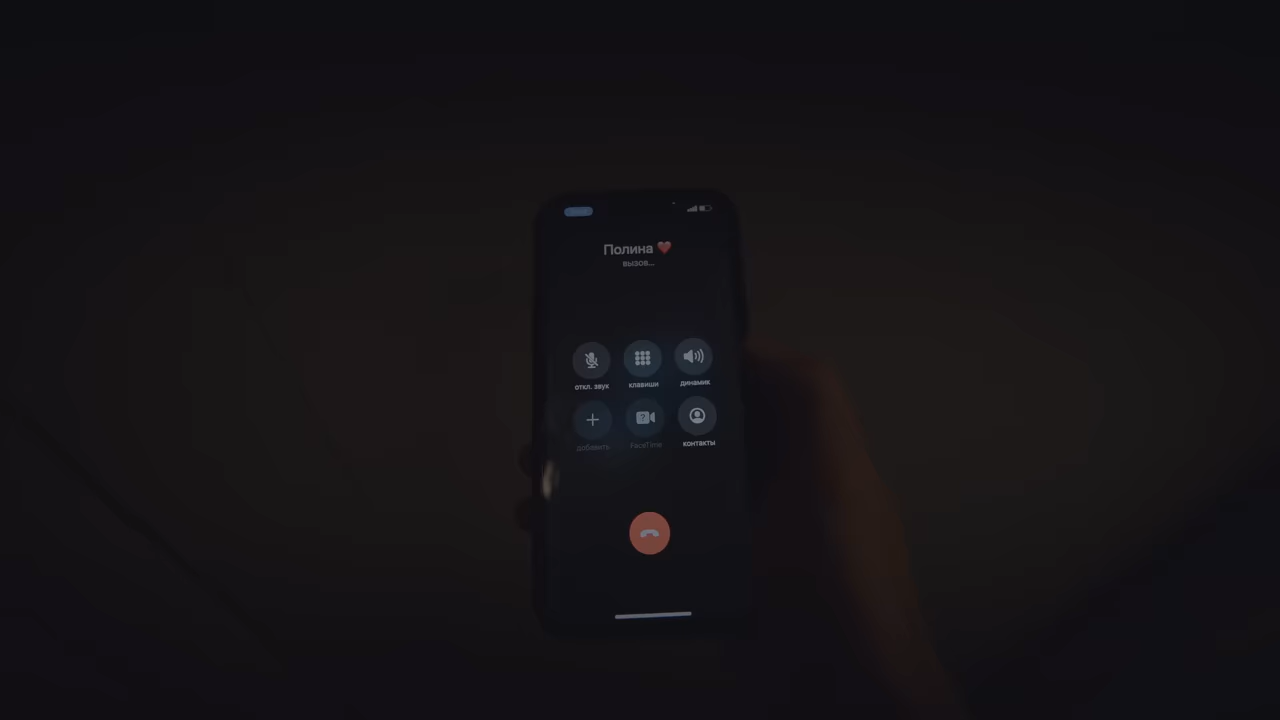 Полина ❤️
вызов...
откл. звук клавиши динамик
добавить FaceTime контакты